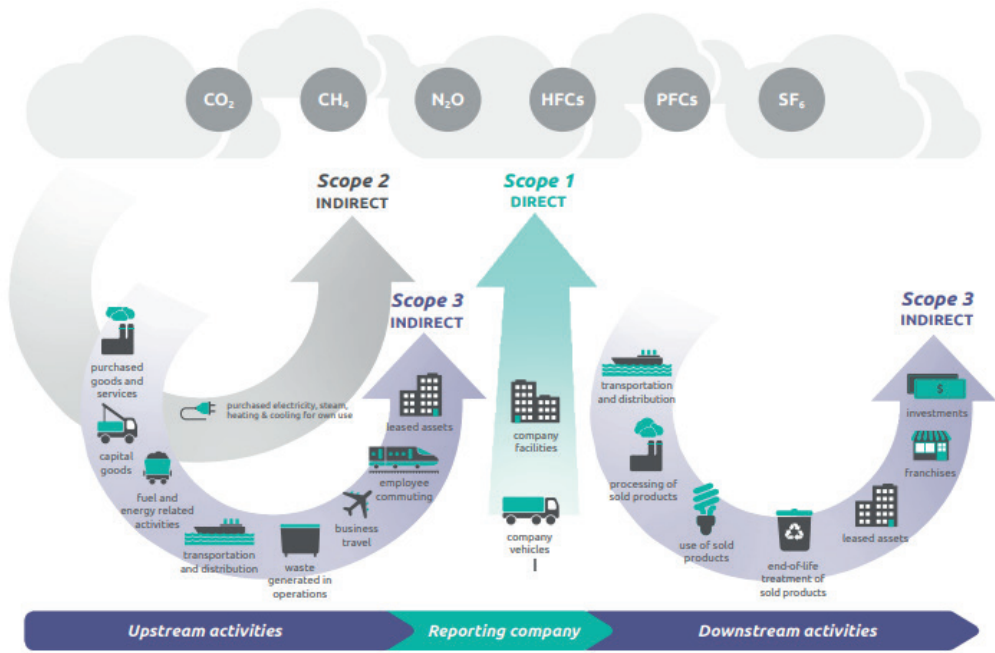 CO₂
CH₄
N₂O
HFCs
PFCs
SF₆
Scope 2
INDIRECT
Scope 1
DIRECT
Scope 3
INDIRECT
Scope 3
INDIRECT
purchased
goods and
services
capital
goods
fuel and
energy related
activities
transportation
and distribution
waste
generated in
operations
business
travel
employee
commuting
leased assets
purchased electricity, steam,
heating & cooling for own use
company
facilities
company
vehicles
transportation
and distribution
processing of
sold products
use of sold
products
end-of-life
treatment of
sold products
leased assets
franchises
investments
$
Upstream activities
Reporting company
Downstream activities